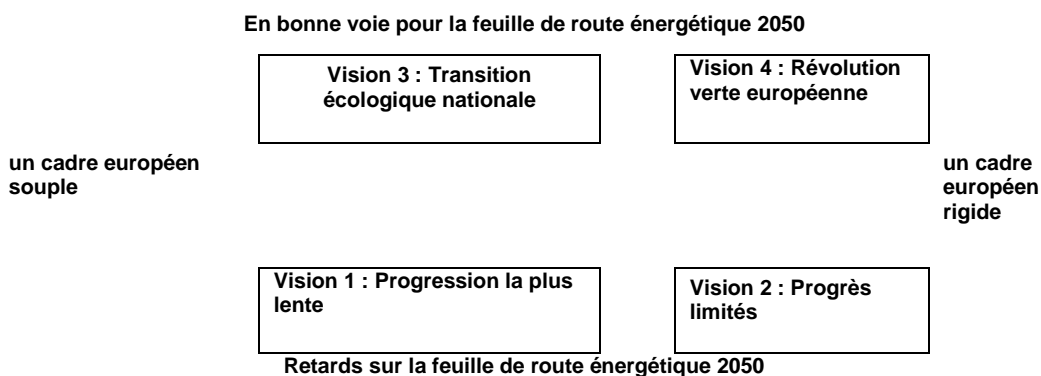 En bonne voie pour la feuille de route énergétique 2050
Vision 3 : Transition
écologique nationale
Vision 4 : Révolution
verte européenne
un cadre européen
souple
un cadre
européen
rigide
Vision 1 : Progression la plus
lente
Vision 2 : Progrès
limités
Retards sur la feuille de route énergétique 2050